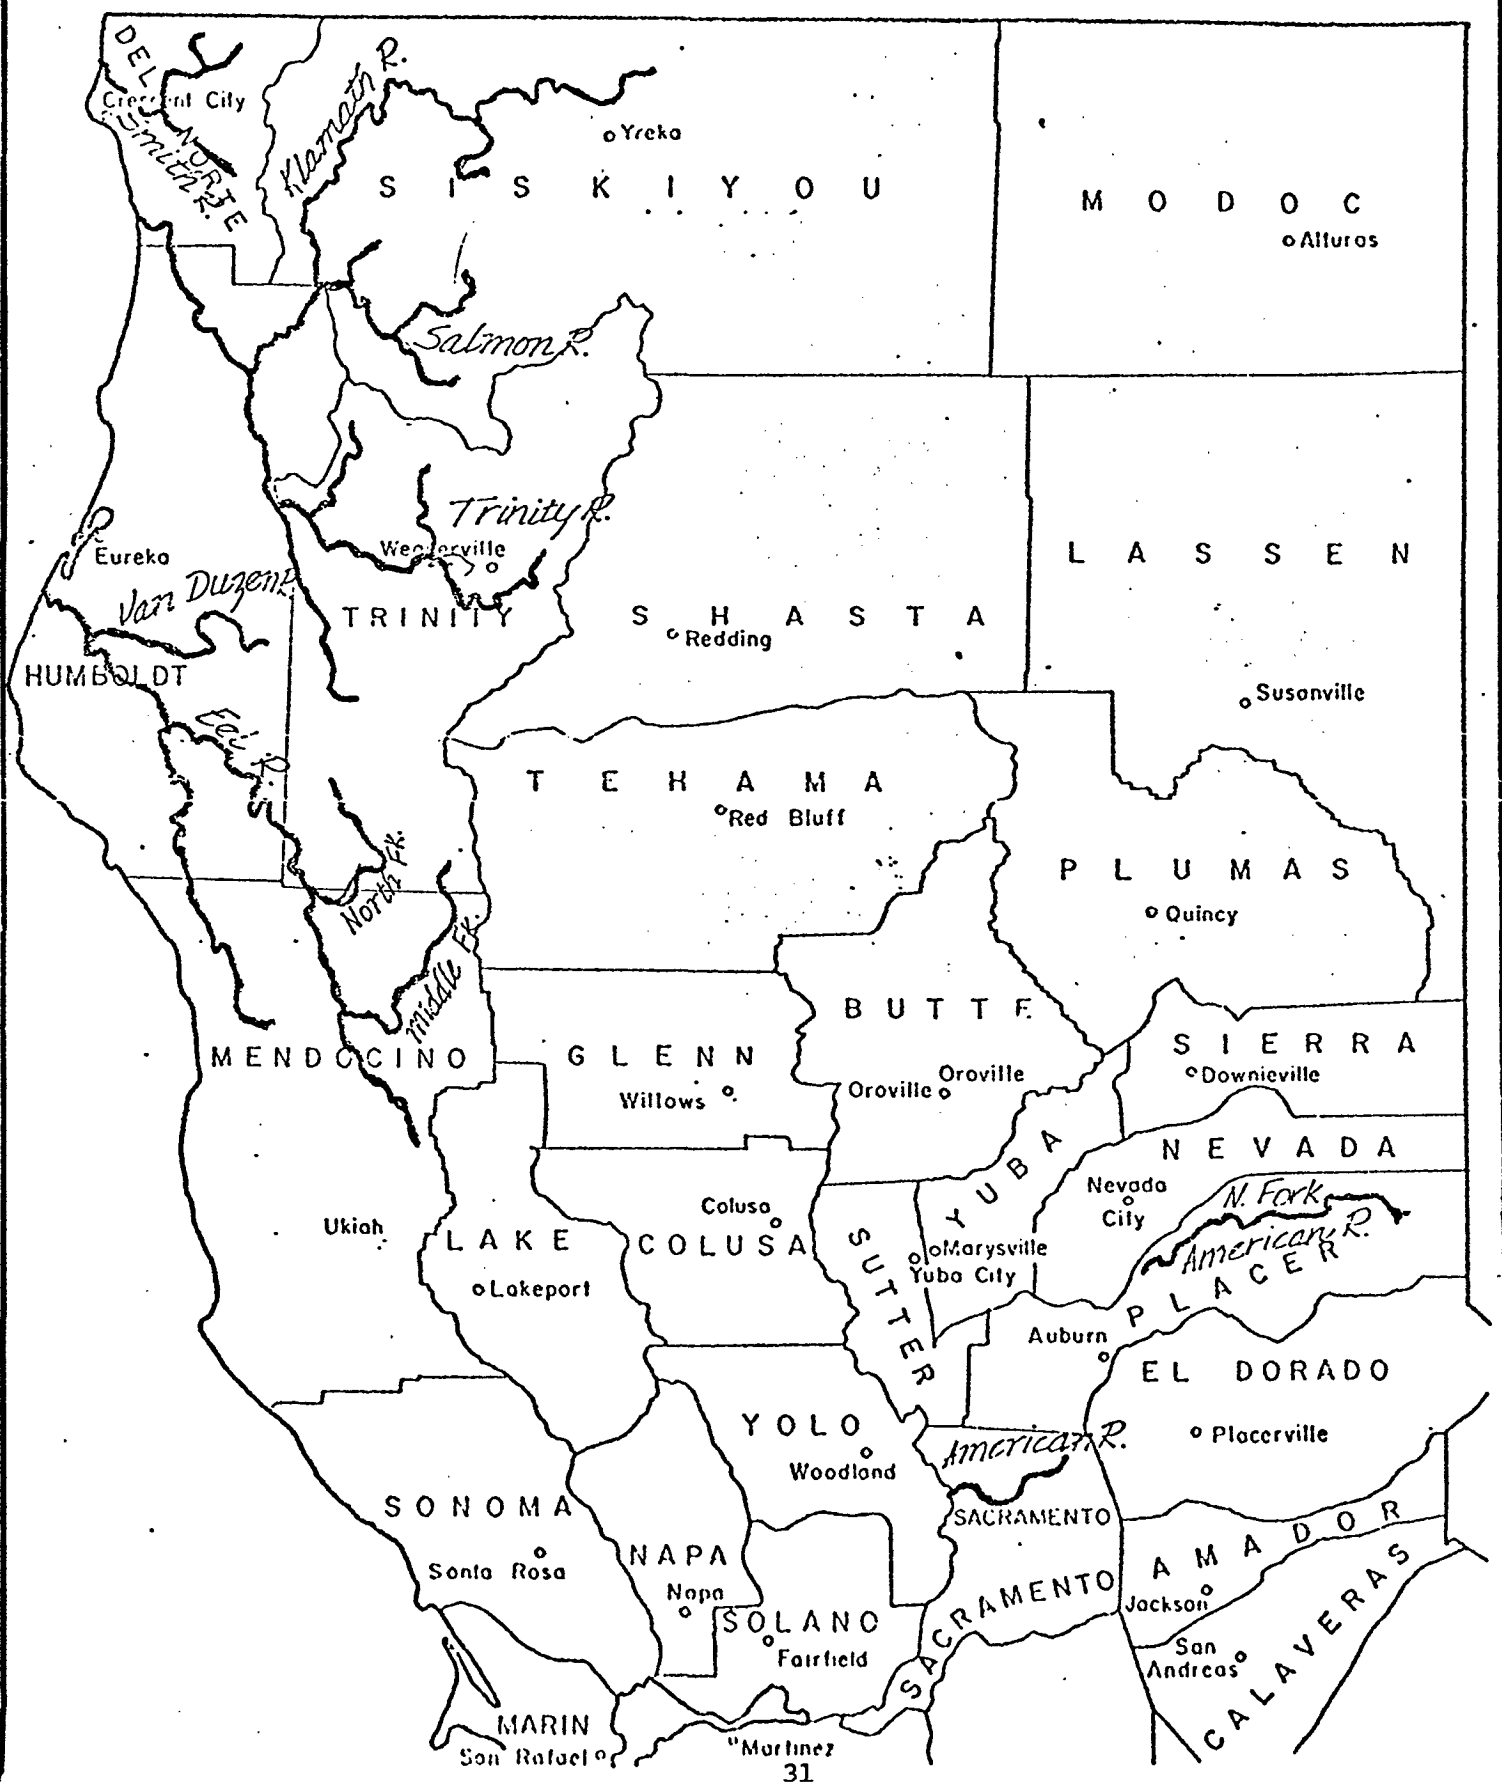 DEL NORTE
Crescent City
Smith R.
Klamath R.
Yreka
SISKIYOU
MODOC
Alturas
Salmon R.
Trinity R.
Weaverville
Eureka
Van Duzen R.
TRINITY
SHASTA
Redding
LASSEN
Susanville
HUMBOLDT
Eel R.
TEHAMA
Red Bluff
North Fk.
Middle Fk.
PLUMAS
Quincy
BUTTE
Oroville
Oroville
MENDOCINO
GLENN
Willows
SIERRA
Downieville
YUBA
NEVADA
Nevada
City
N. Fork
American R.
PLACER
Ukiah
LAKE
Lakeport
Colusa
COLUSA
SUTTER
Marysville
Yuba City
Auburn
EL DORADO
Placerville
YOLO
Woodland
American R.
SACRAMENTO
SONOMA
Santa Rosa
NAPA
Napa
SOLANO
Fairfield
SACRAMENTO
AMADOR
Jackson
San
Andreas
CALAVERAS
MARIN
San Rafael
Martinez
31